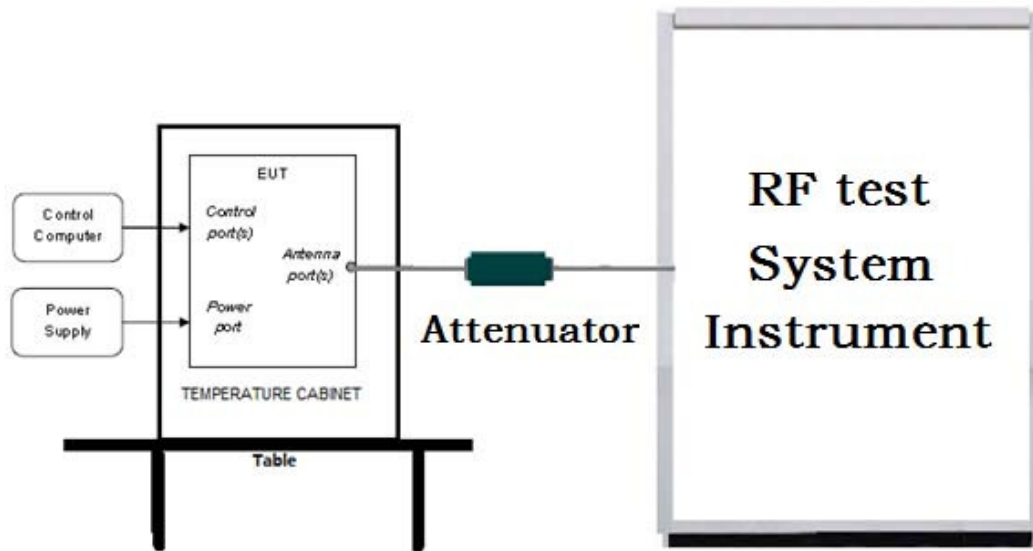 EUT
Control
Computer
Control
port(s)
Antenna
port(s)
Power
Supply
Power
port
TEMPERATURE CABINET
Table
Attenuator
RF test
System
Instrument